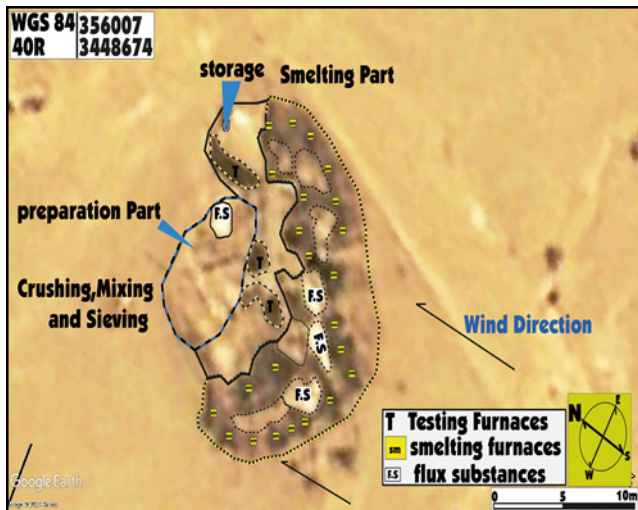 WGS 84 356007
40R 3448674
storage
Smelting Part
T
preparation Part
F.S
T
Crushing,Mixing
and Sieving
T
F.S
F.S
Wind Direction
F.S
T Testing Furnaces
sm smelting furnaces
F.S flux substances
N
E
S
W
Google Earth
0 5 10m